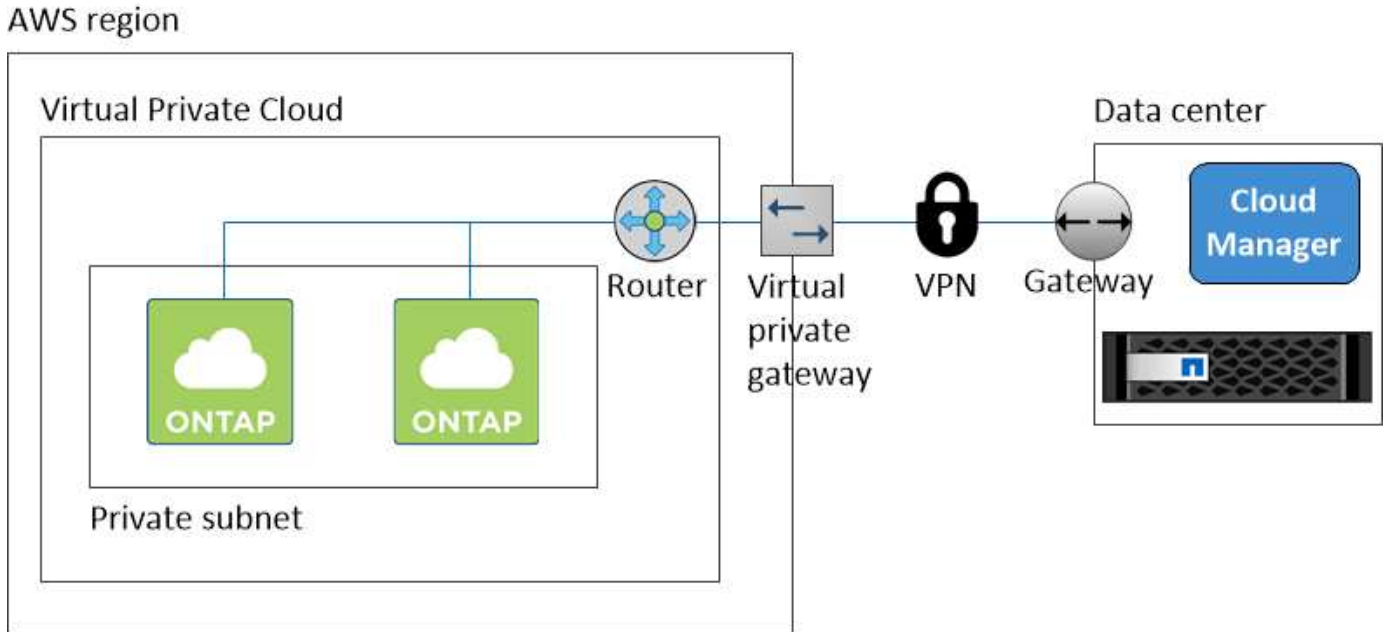 AWS region
Virtual Private Cloud
Data center
Cloud
Manager
Router
Virtual
private
gateway
VPN
Gateway
ONTAP
ONTAP
Private subnet